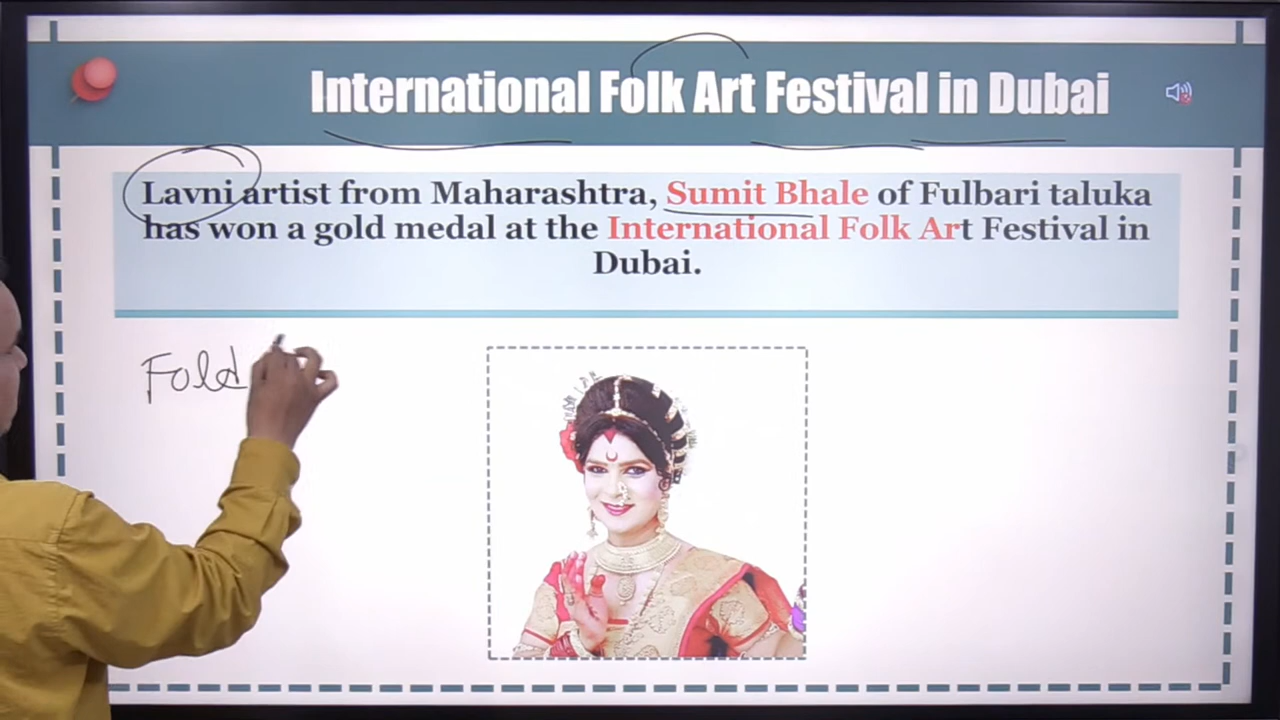 International Folk Art Festival in Dubai
Lavni artist from Maharashtra, Sumit Bhale of Fulbari taluka
has won a gold medal at the International Folk Art Festival in
Dubai.
Fold